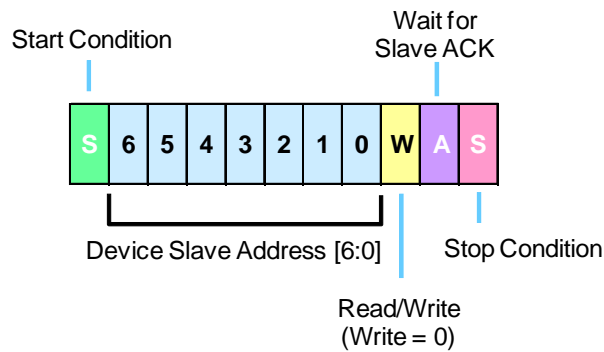 Wait for
Start Condition
Slave ACK
S 6 5 4 3 2 1 0 W A S
Device Slave Address [6:0]
Stop Condition
Read/Write
(Write = 0)